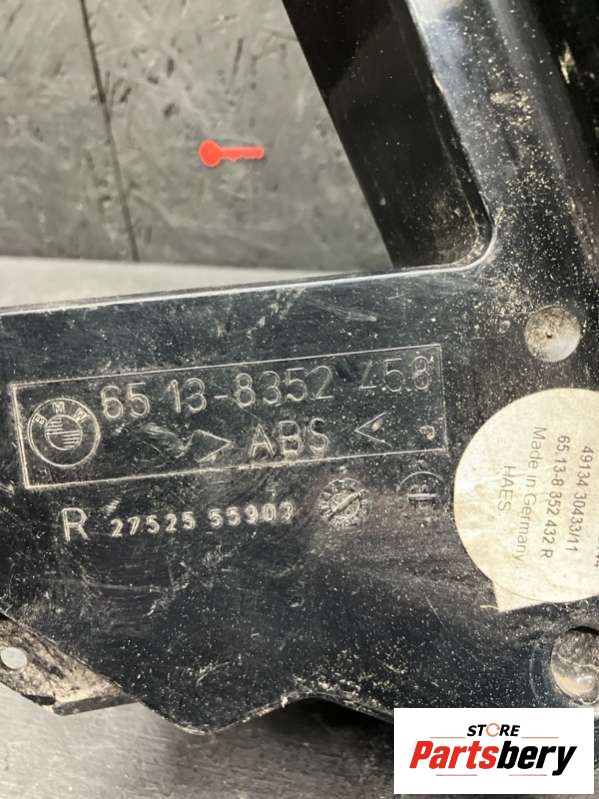 BMW
65 13-8352 458
> ABS <
R 27525 55903
49134 30433/11
65.13-8 352 432 R
Made in Germany
HAES
STORE
Partsbery